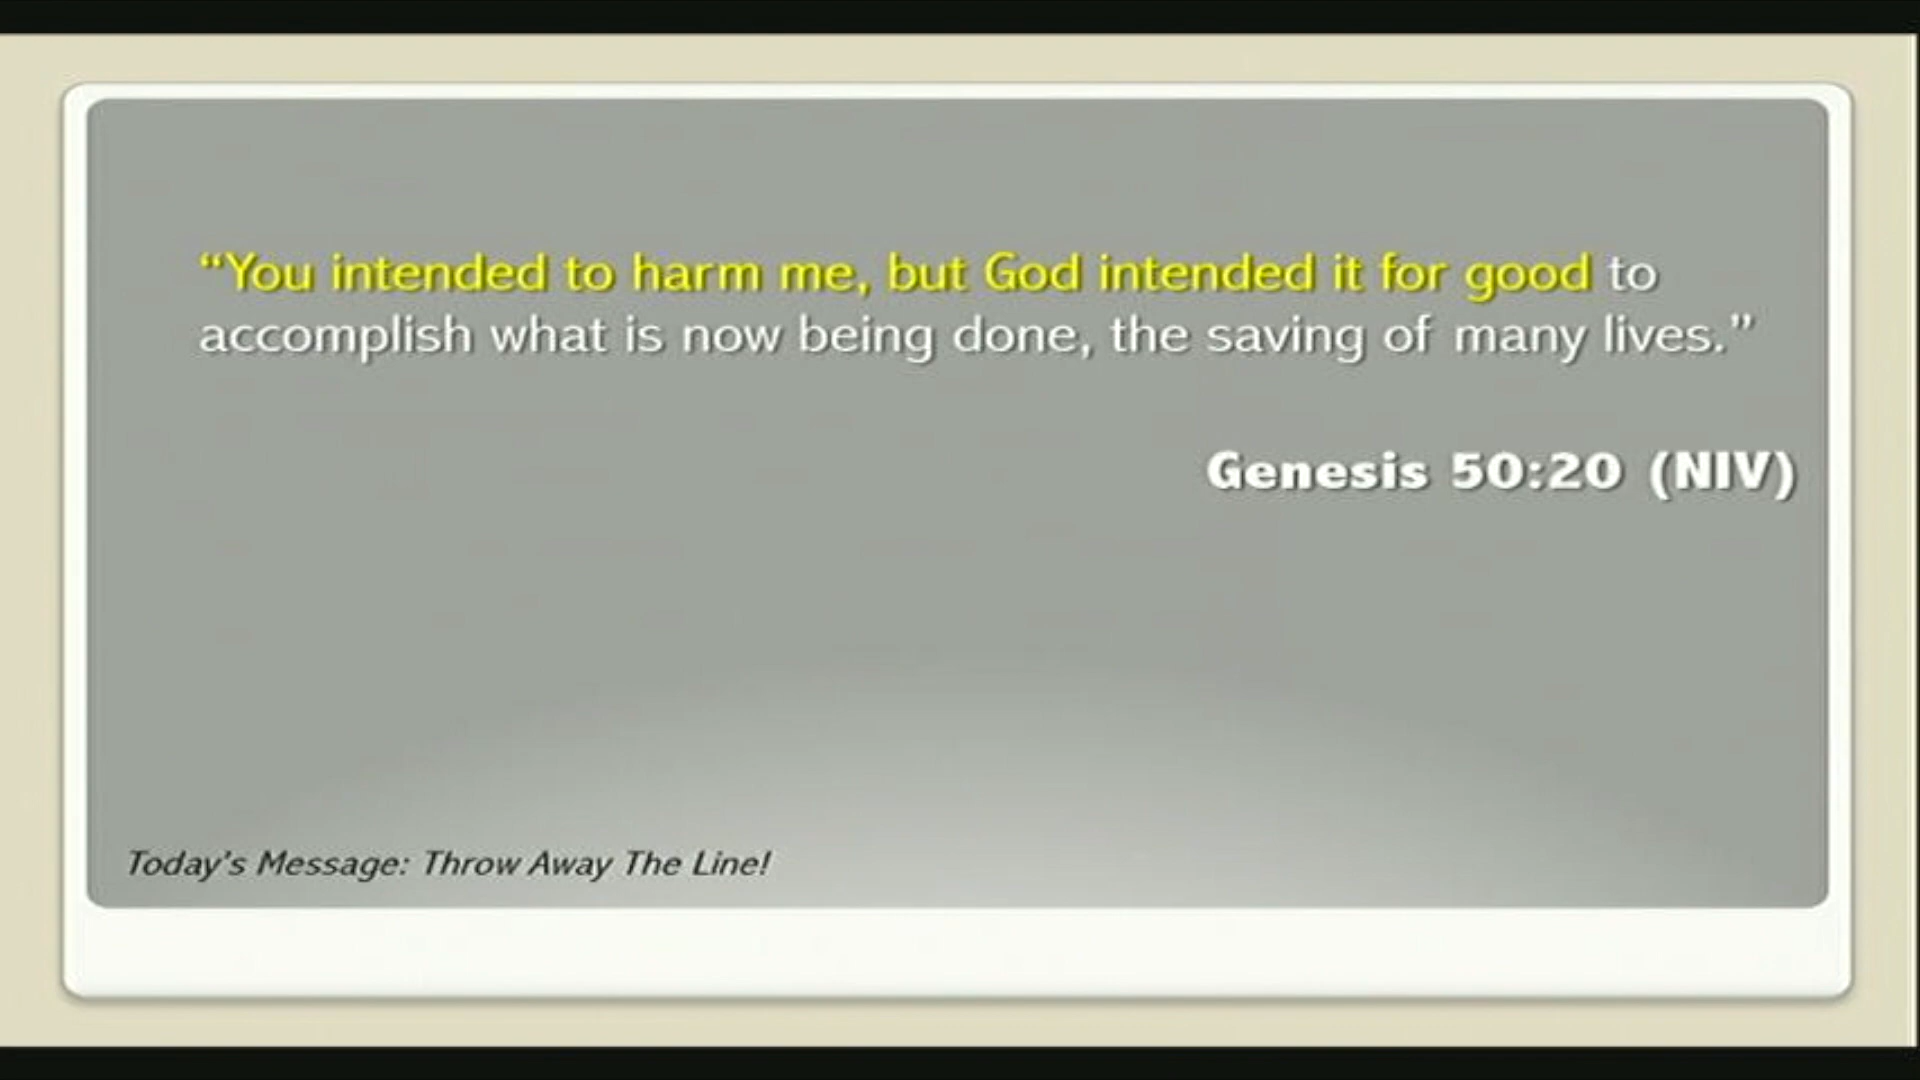 “You intended to harm me, but God intended it for good to
accomplish what is now being done, the saving of many lives.”
Genesis 50:20 (NIV)
Today’s Message: Throw Away The Line!